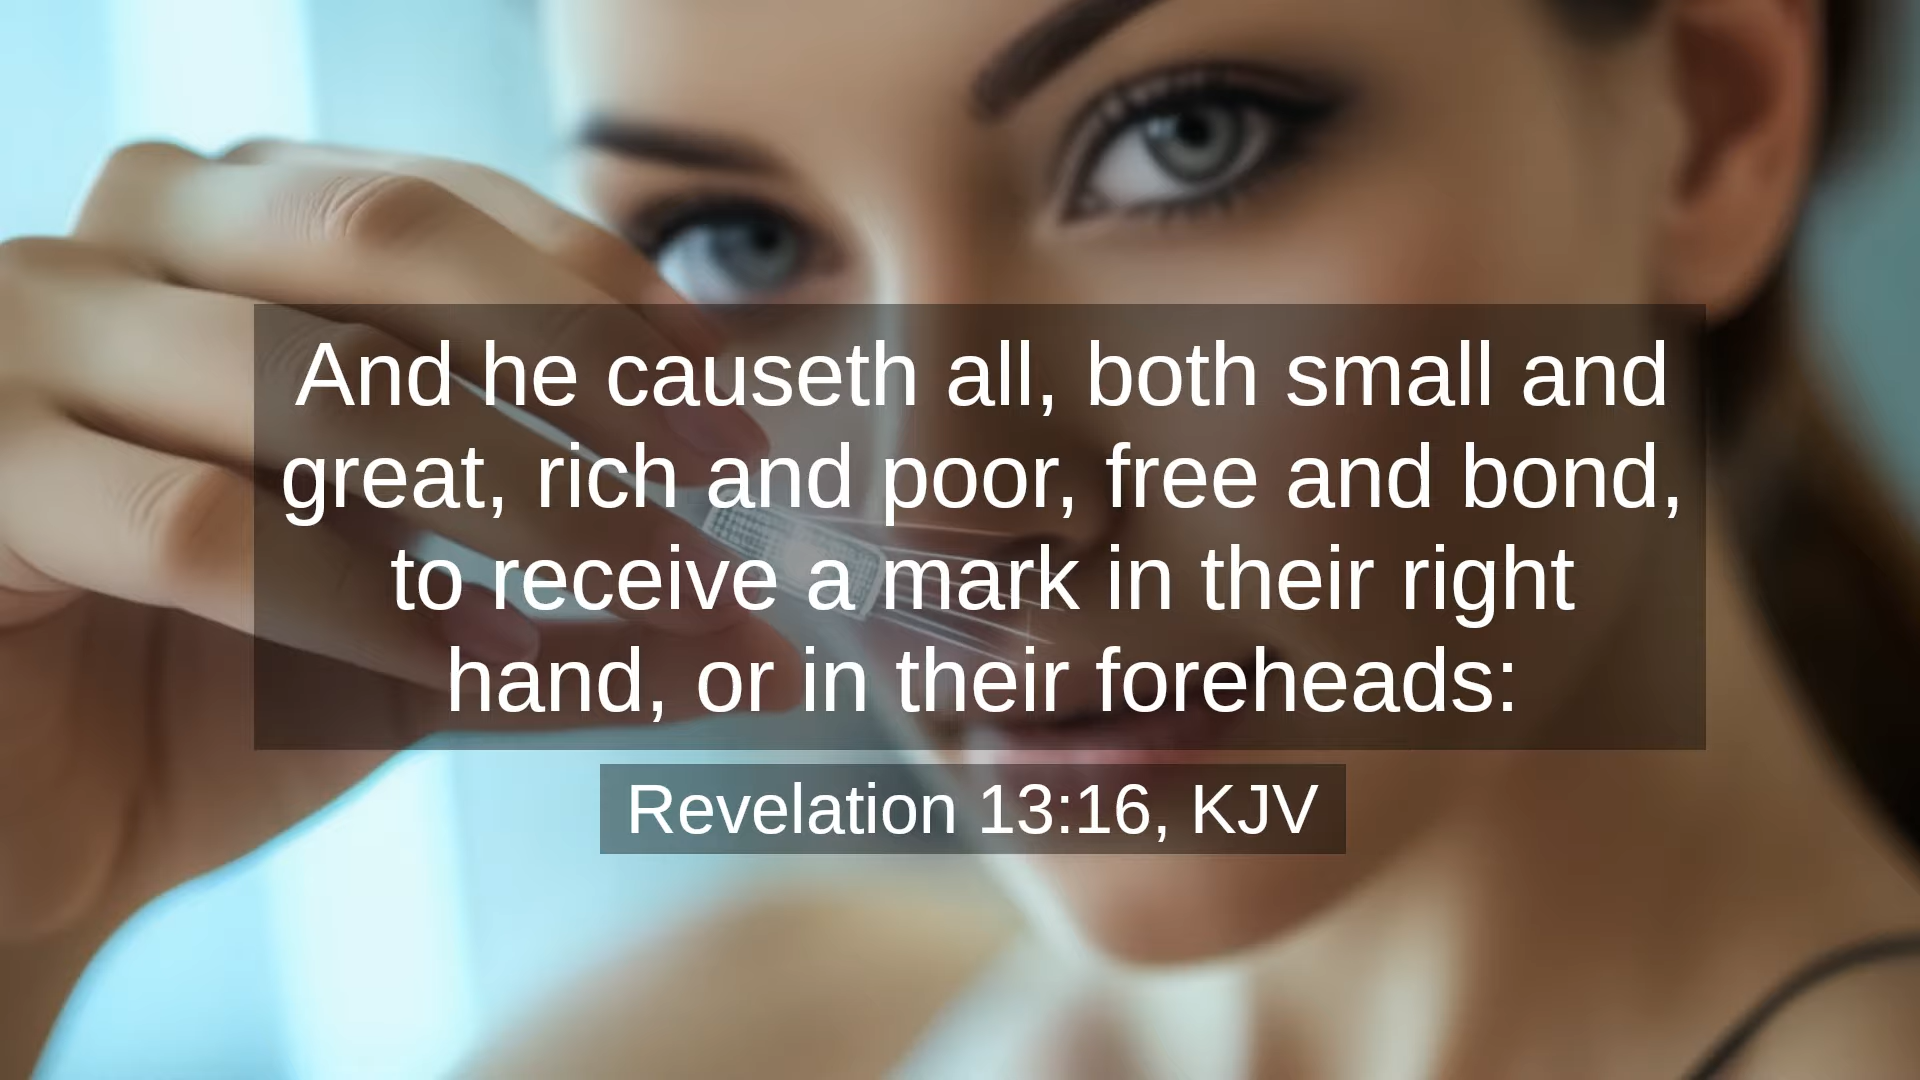 And he causeth all, both small and
great, rich and poor, free and bond,
to receive a mark in their right
hand, or in their foreheads:
Revelation 13:16, KJV